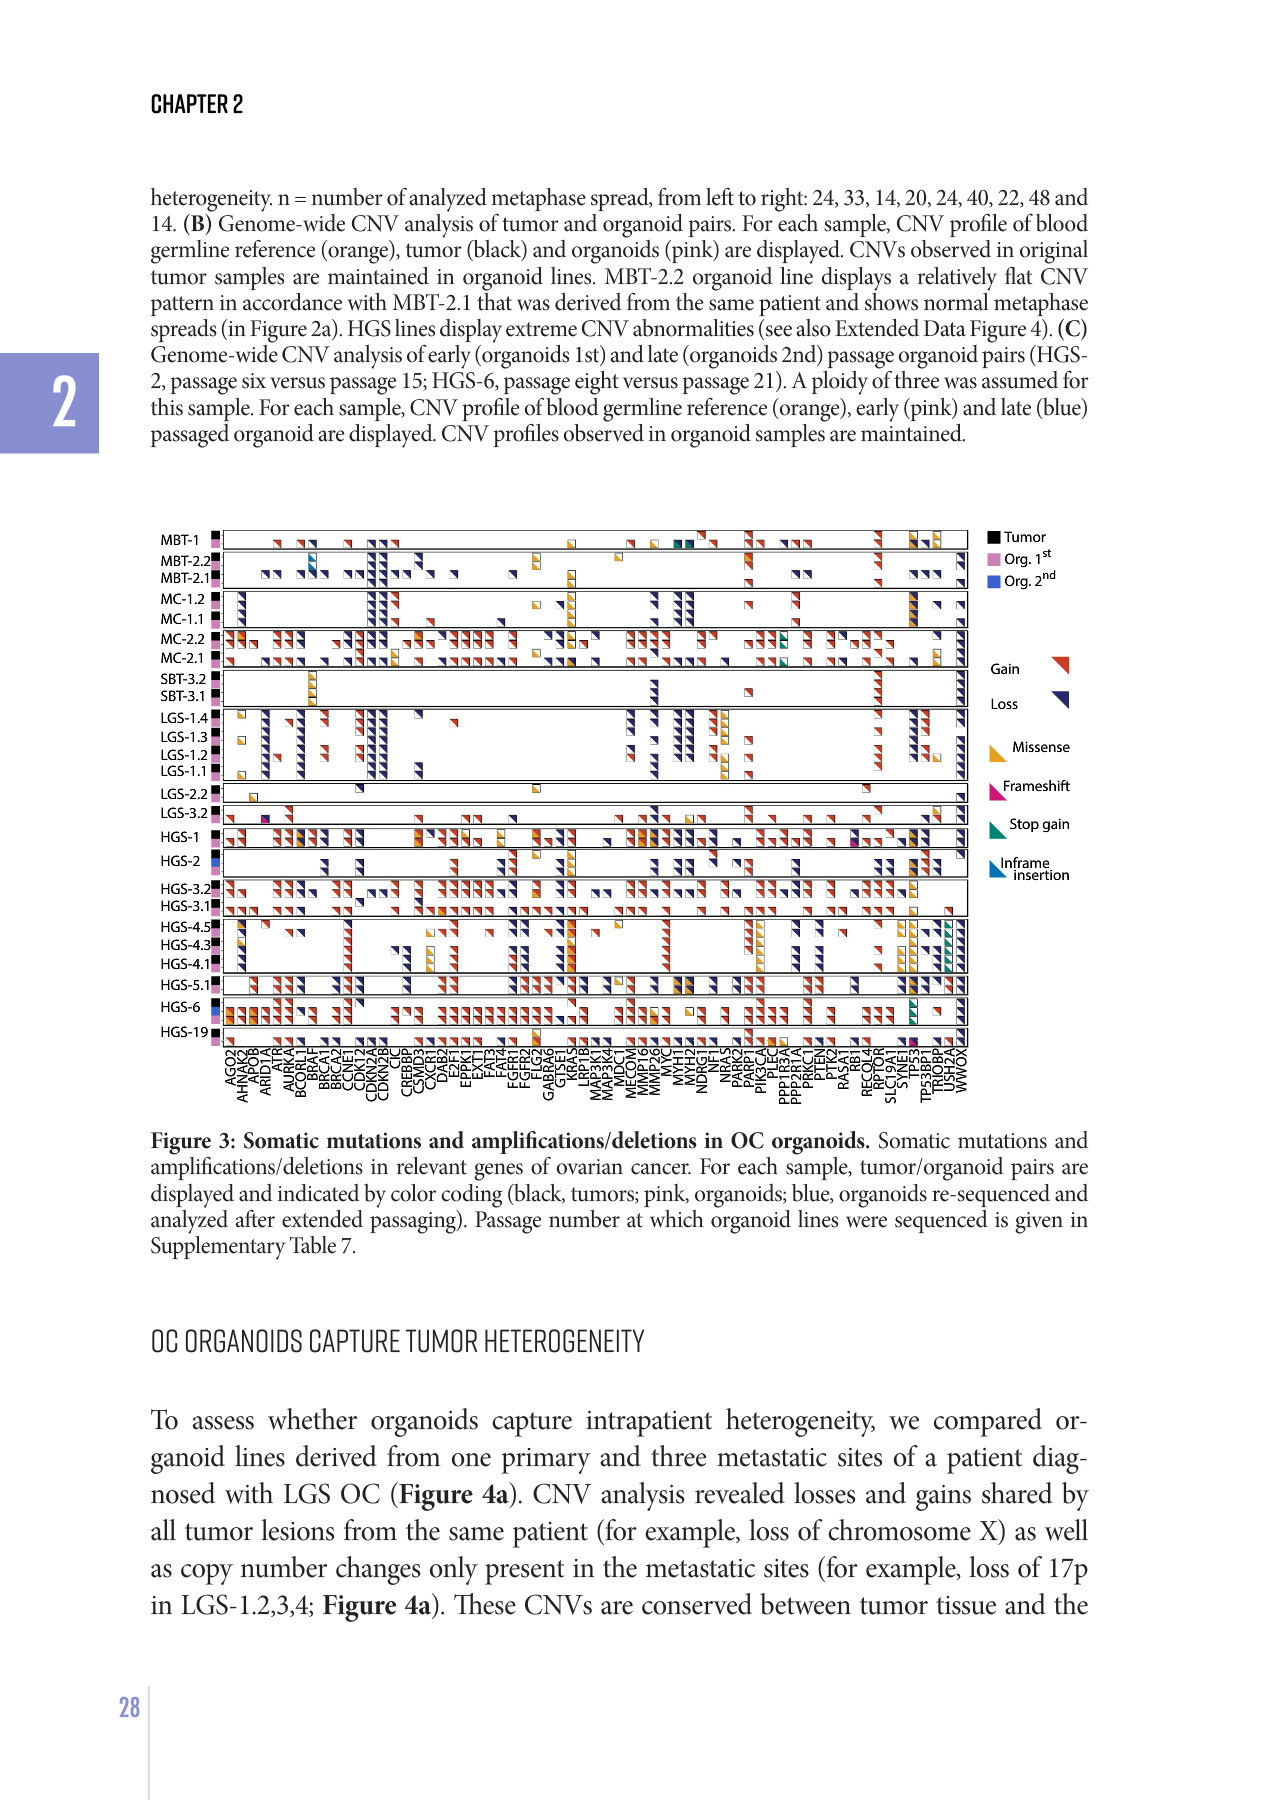 CHAPTER 2
heterogeneity. n = number of analyzed metaphase spread, from left to right: 24, 33, 14, 20, 24, 40, 22, 48 and
14. (B) Genome-wide CNV analysis of tumor and organoid pairs. For each sample, CNV profile of blood
germline reference (orange), tumor (black) and organoids (pink) are displayed. CNVs observed in original
tumor samples are maintained in organoid lines. MBT-2.2 organoid line displays a relatively flat CNV
pattern in accordance with MBT-2.1 that was derived from the same patient and shows normal metaphase
spreads (in Figure 2a). HGS lines display extreme CNV abnormalities (see also Extended Data Figure 4). (C)
Genome-wide CNV analysis of early (organoids 1st) and late (organoids 2nd) passage organoid pairs (HGS-
2, passage six versus passage 15; HGS-6, passage eight versus passage 21). A ploidy of three was assumed for
this sample. For each sample, CNV profile of blood germline reference (orange), early (pink) and late (blue)
passaged organoid are displayed. CNV profiles observed in organoid samples are maintained.
2
MBT-1
MBT-2.2
MBT-2.1
MC-1.2
MC-1.1
MC-2.2
MC-2.1
SBT-3.2
SBT-3.1
LGS-1.4
LGS-1.3
LGS-1.2
LGS-1.1
LGS-2.2
LGS-3.2
HGS-1
HGS-2
HGS-3.2
HGS-3.1
HGS-4.5
HGS-4.3
HGS-4.1
HGS-5.1
HGS-6
HGS-19
Tumor
Org. 1st
Org. 2nd
Gain
Loss
Missense
Frameshift
Stop gain
Inframe
insertion
AGO2
AHNAK2
APOB
ARID1A
ATR
AURKA
BCORL1
BRAF
BRCA1
BRCA2
CCNE1
CDK12
CDKN2A
CDKN2B
CIC
CREBBP
CSMD3
CXCR1
DAB2
E2F1
EPPK1
EXT1
FAT3
FAT4
FGFR1
FGFR2
FLG2
GABRA6
GTSE1
KRAS
LRP1B
MAP3K1
MAP3K4
MDC1
MECOM
MMP16
MMP26
MYC
MYH1
MYH2
NDRG1
NF1
NRAS
PARK2
PARP1
PIK3CA
PLEC
PPP1R3A
PPP2R1A
PRKC1
PTEN
PTK2
RASA1
RB1
RECQL4
RPTOR
SLC19A1
SYNE1
TP53
TP53BP1
TRIOBP
USH2A
WWOX
Figure 3: Somatic mutations and amplifications/deletions in OC organoids. Somatic mutations and
amplifications/deletions in relevant genes of ovarian cancer. For each sample, tumor/organoid pairs are
displayed and indicated by color coding (black, tumors; pink, organoids; blue, organoids re-sequenced and
analyzed after extended passaging). Passage number at which organoid lines were sequenced is given in
Supplementary Table 7.
OC ORGANOIDS CAPTURE TUMOR HETEROGENEITY
To assess whether organoids capture intrapatient heterogeneity, we compared or-
ganoid lines derived from one primary and three metastatic sites of a patient diag-
nosed with LGS OC (Figure 4a). CNV analysis revealed losses and gains shared by
all tumor lesions from the same patient (for example, loss of chromosome X) as well
as copy number changes only present in the metastatic sites (for example, loss of 17p
in LGS-1.2,3,4; Figure 4a). These CNVs are conserved between tumor tissue and the
28